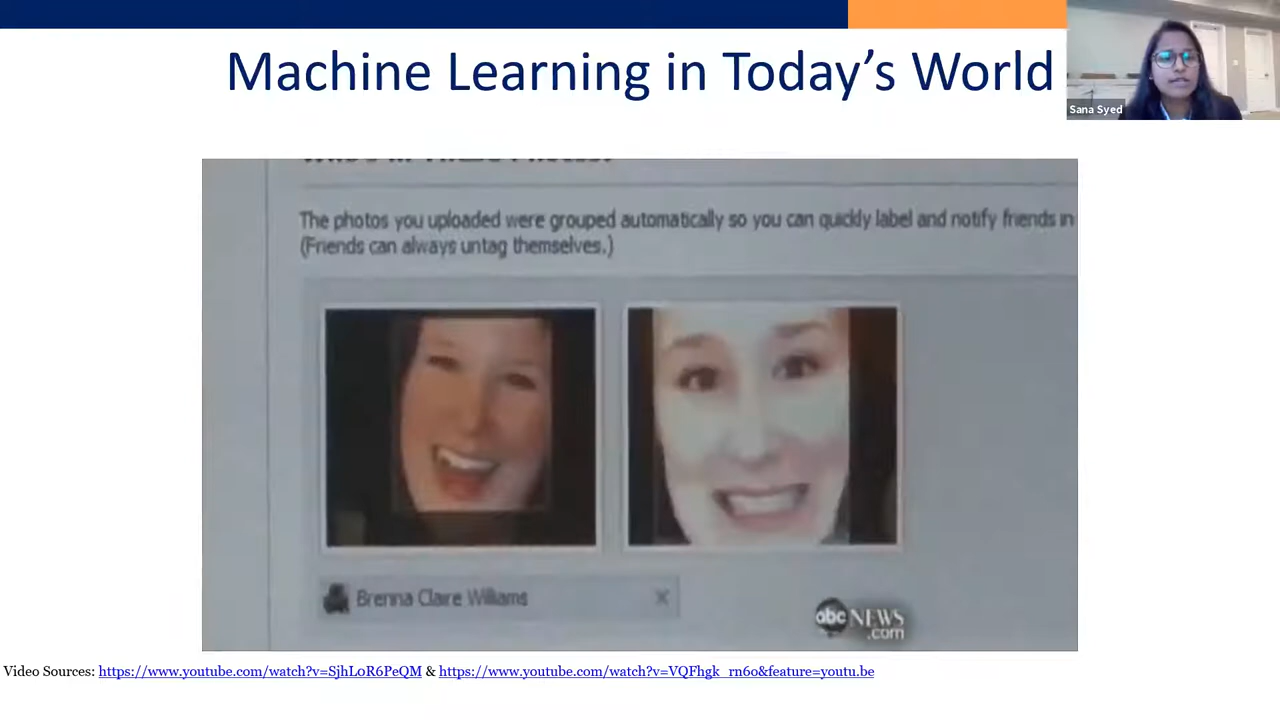 Machine Learning in Today's World
Sana Syed
The photos you uploaded were grouped automatically so you can quickly label and notify friends in
(Friends can always untag themselves.)
Brenna Claire Williams
abc NEWS
.com
Video Sources: https://www.youtube.com/watch?v=SjhL0R6PeQM & https://www.youtube.com/watch?v=VQFhgk_rn6o&feature=youtu.be